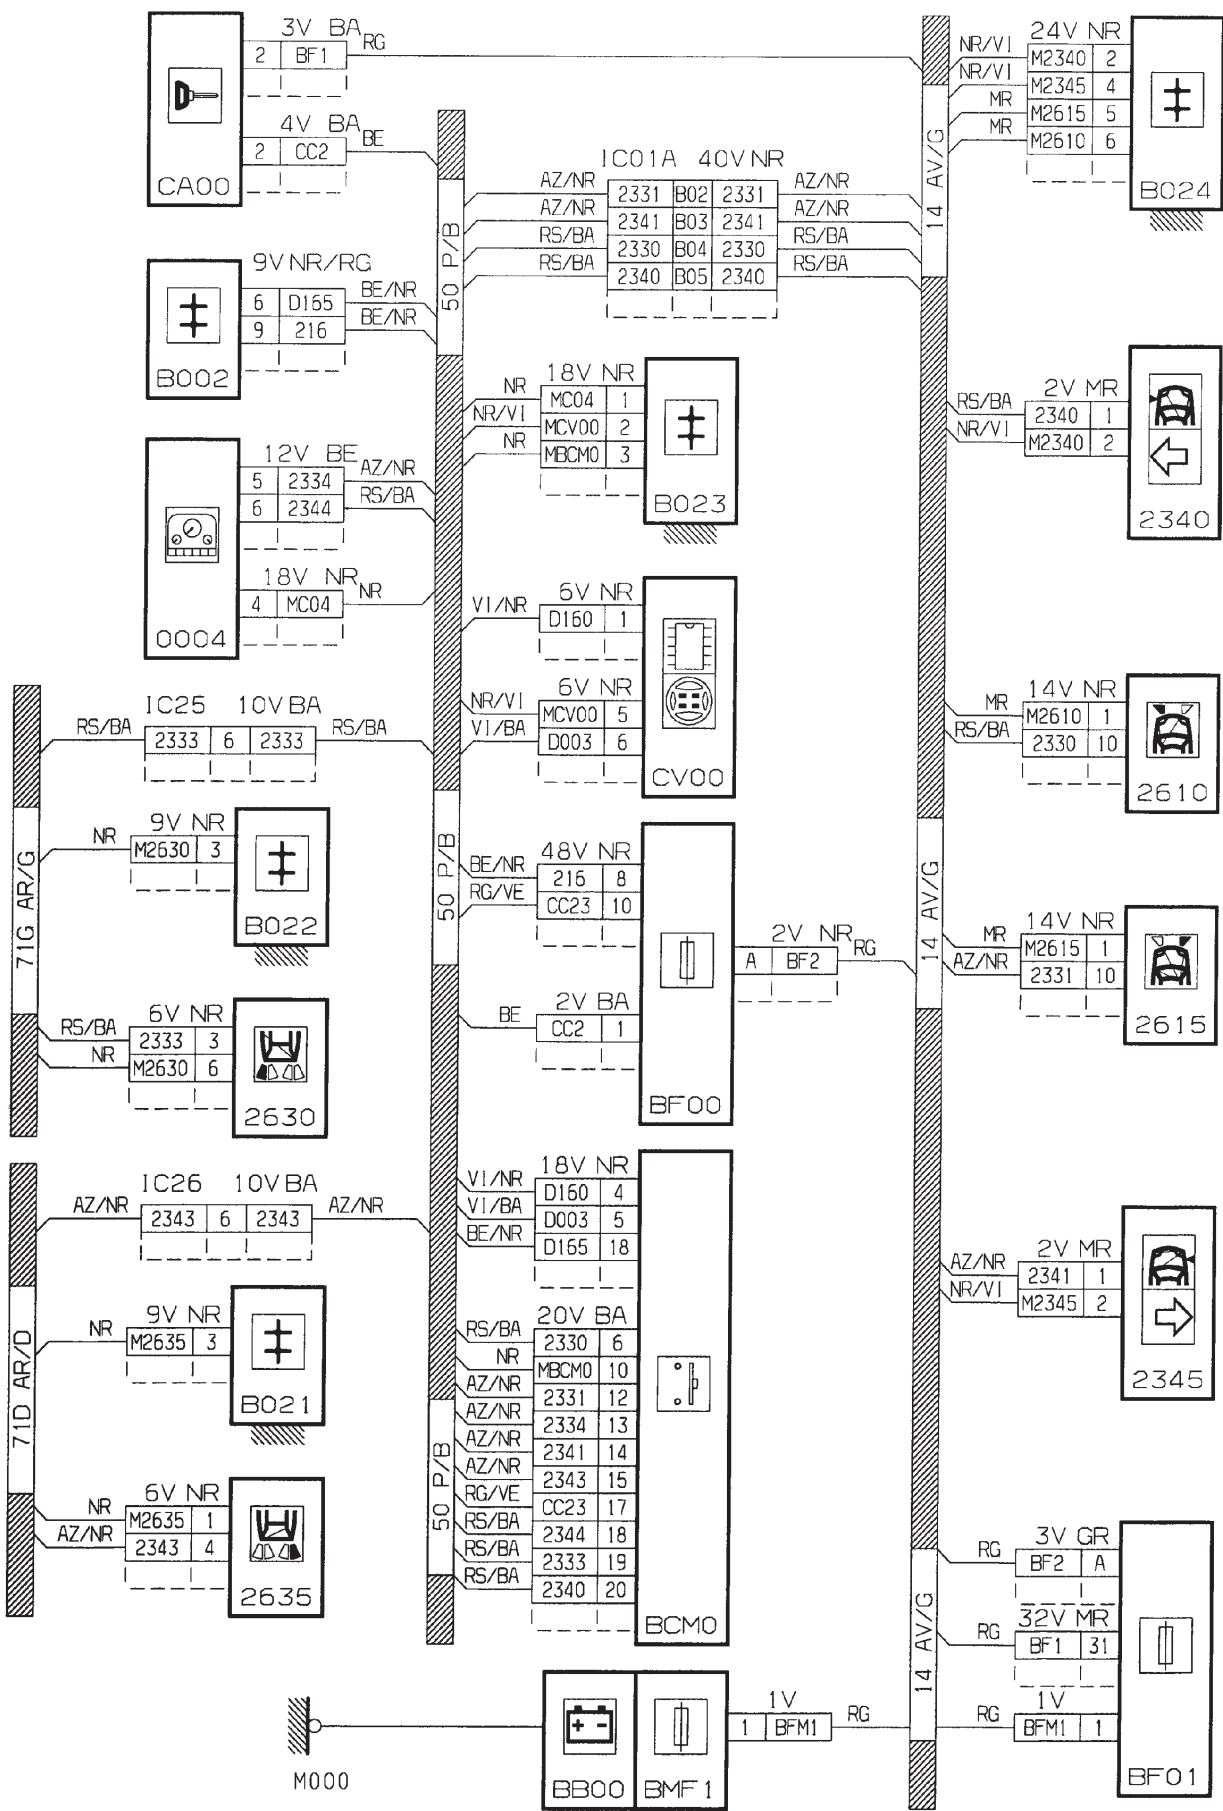 3V BA
RG
2 BF1
4V BA
BE
2 CC2
CA00
9V NR/RG
6 D165 BE/NR
9 216 BE/NR
B002
12V BE
5 2334 AZ/NR
6 2344 RS/BA
18V NR
4 MC04 NR
0004
IC25 10V BA
RS/BA 2333 6 2333 RS/BA
71G AR/G
9V NR
NR M2630 3
B022
6V NR
RS/BA 2333 3
NR M2630 6
2630
IC26 10V BA
AZ/NR 2343 6 2343 AZ/NR
71D AR/D
9V NR
NR M2635 3
B021
6V NR
NR M2635 1
AZ/NR 2343 4
2635
M000
50 P/B
50 P/B
50 P/B
IC01A 40V NR
AZ/NR 2331 B02 2331 AZ/NR
AZ/NR 2341 B03 2341 AZ/NR
RS/BA 2330 B04 2330 RS/BA
RS/BA 2340 B05 2340 RS/BA
18V NR
NR MC04 1
NR/VI MCV00 2
NR MBCM0 3
B023
6V NR
VI/NR D160 1
6V NR
NR/VI MCV00 5
VI/BA D003 6
CV00
48V NR
BE/NR 216 8
RG/VE CC23 10
2V BA
BE CC2 1
2V NR
A BF2 RG
BF00
18V NR
VI/NR D160 4
VI/BA D003 5
BE/NR D165 18
20V BA
RS/BA 2330 6
NR MBCM0 10
AZ/NR 2331 12
AZ/NR 2334 13
AZ/NR 2341 14
AZ/NR 2343 15
RG/VE CC23 17
RS/BA 2344 18
RS/BA 2333 19
RS/BA 2340 20
BCM0
BB00 BMF1
1V
1 BFM1 RG
14 AV/G
14 AV/G
14 AV/G
24V NR
NR/VI M2340 2
NR/VI M2345 4
MR M2615 5
MR M2610 6
B024
2V MR
RS/BA 2340 1
NR/VI M2340 2
2340
14V NR
MR M2610 1
RS/BA 2330 10
2610
14V NR
MR M2615 1
AZ/NR 2331 10
2615
2V MR
AZ/NR 2341 1
NR/VI M2345 2
2345
3V GR
RG BF2 A
32V MR
RG BF1 31
1V
RG BFM1 1
BF01